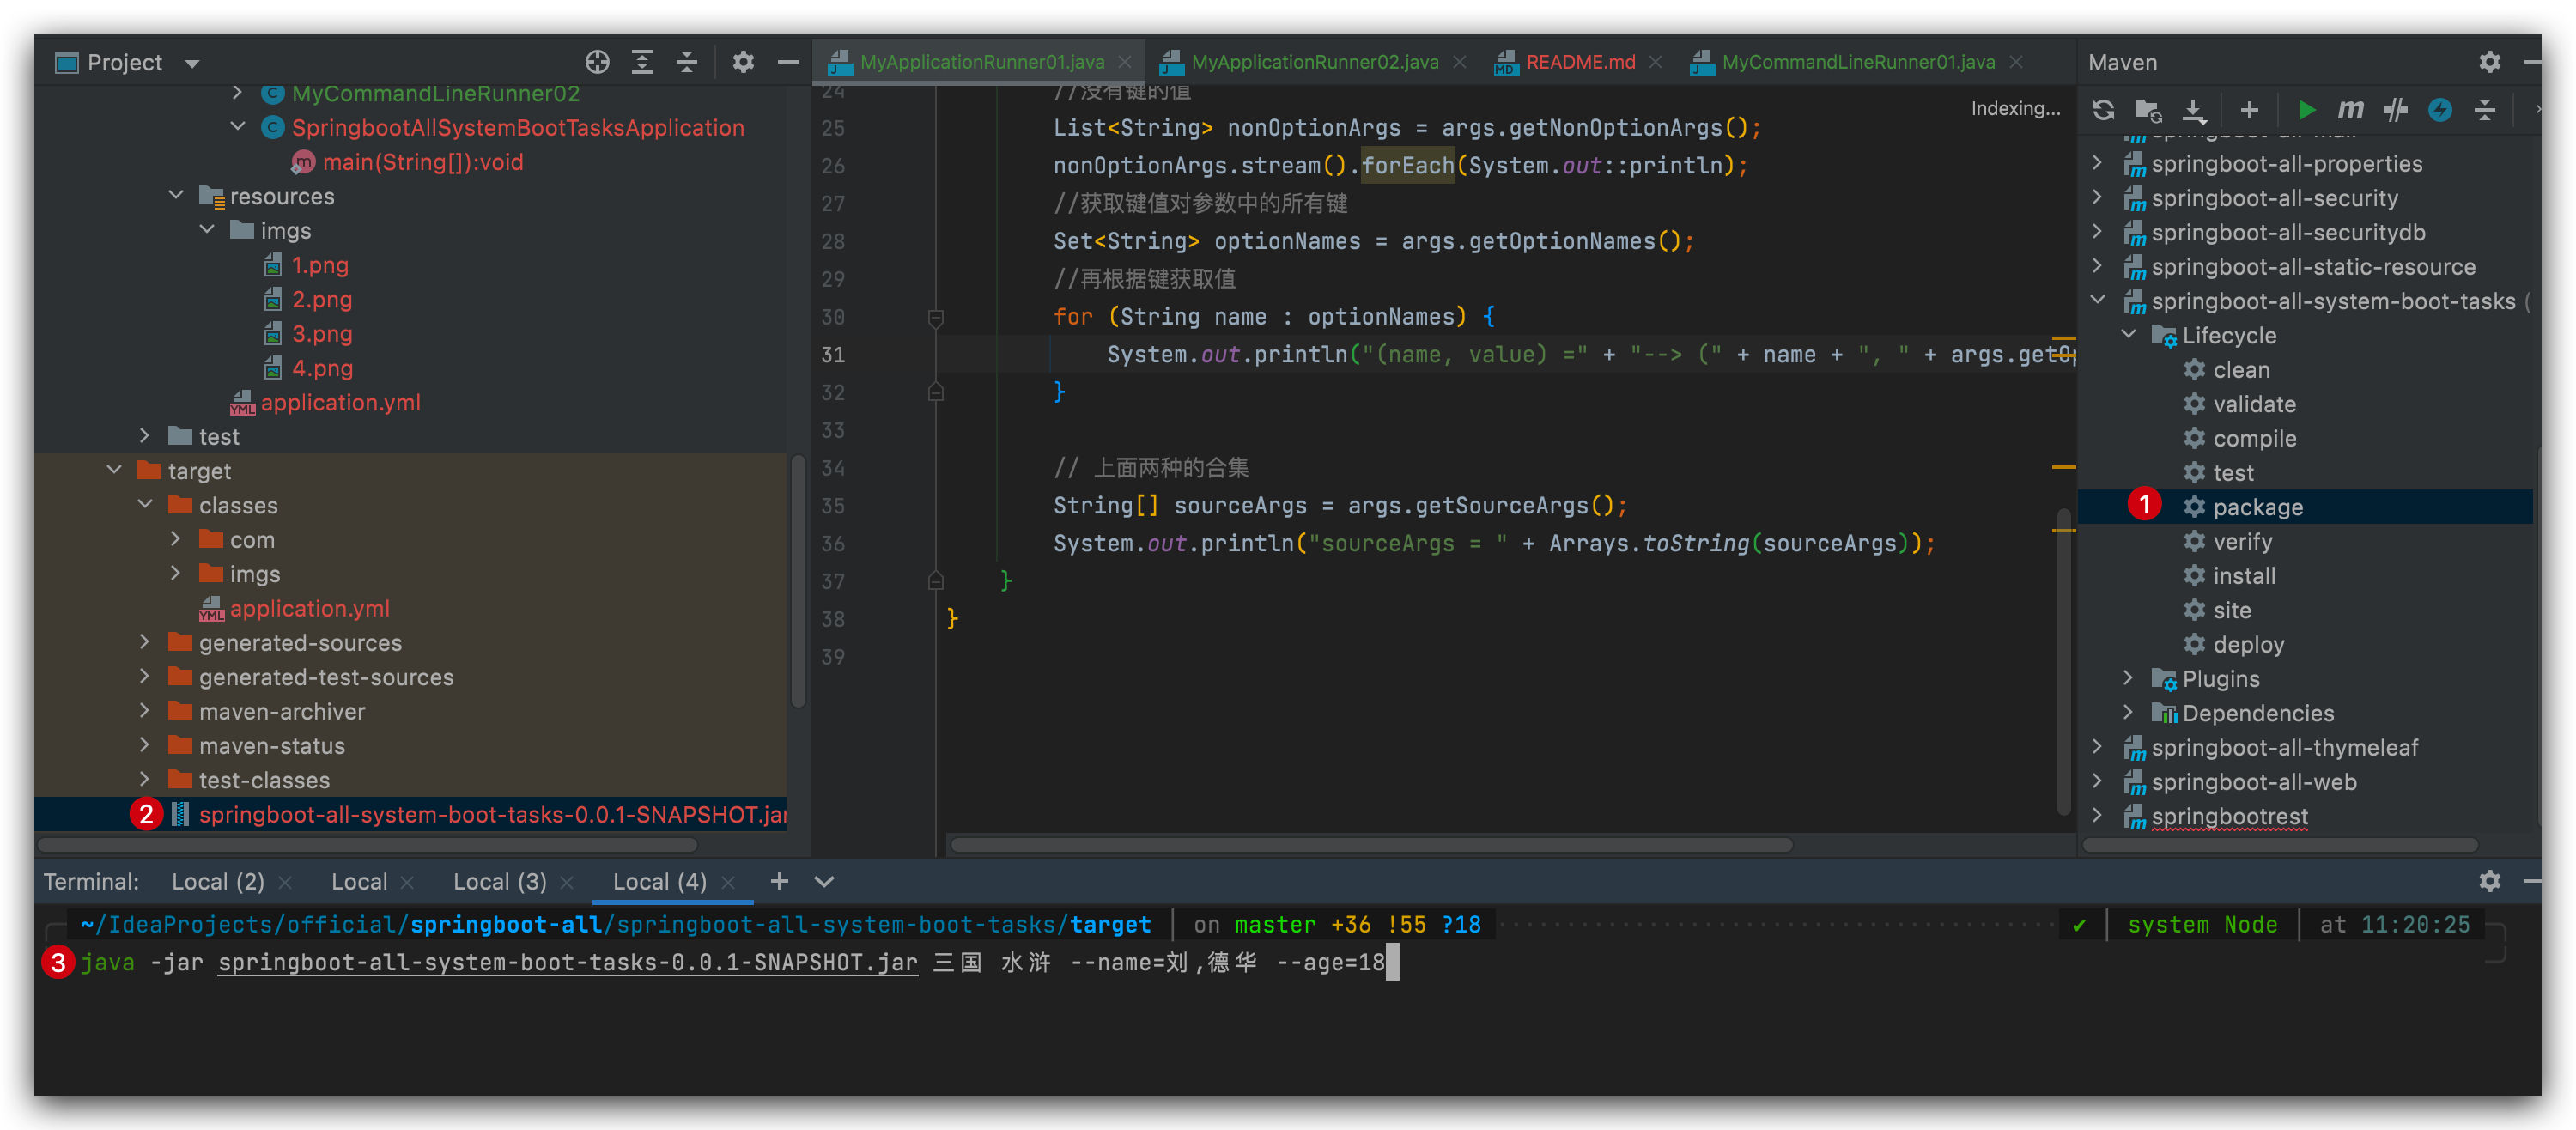 Project
MyCommandLineRunner02
SpringbootAllSystemBootTasksApplication
main(String[]):void
resources
imgs
1.png
2.png
3.png
4.png
application.yml
test
target
classes
com
imgs
application.yml
generated-sources
generated-test-sources
maven-archiver
maven-status
test-classes
2 springboot-all-system-boot-tasks-0.0.1-SNAPSHOT.jar
MyApplicationRunner01.java MyApplicationRunner02.java README.md MyCommandLineRunner01.java
Indexing...
24 //没有键的值
25 List<String> nonOptionArgs = args.getNonOptionArgs();
26 nonOptionArgs.stream().forEach(System.out::println);
27 //获取键值对参数中的所有键
28 Set<String> optionNames = args.getOptionNames();
29 //再根据键获取值
30 for (String name : optionNames) {
31 System.out.println("(name, value) =" + "--> (" + name + ", " + args.getOp
32 }
33
34 // 上面两种的合集
35 String[] sourceArgs = args.getSourceArgs();
36 System.out.println("sourceArgs = " + Arrays.toString(sourceArgs));
37 }
38 }
39
Maven
springboot-all-properties
springboot-all-security
springboot-all-securitydb
springboot-all-static-resource
springboot-all-system-boot-tasks (
Lifecycle
clean
validate
compile
test
1 package
verify
install
site
deploy
Plugins
Dependencies
springboot-all-thymeleaf
springboot-all-web
springbootrest
Terminal: Local (2) Local Local (3) Local (4)
~/IdeaProjects/official/springboot-all/springboot-all-system-boot-tasks/target on master +36 !55 ?18 ✔ system Node at 11:20:25
3 java -jar springboot-all-system-boot-tasks-0.0.1-SNAPSHOT.jar 三国 水浒 --name=刘,德华 --age=18